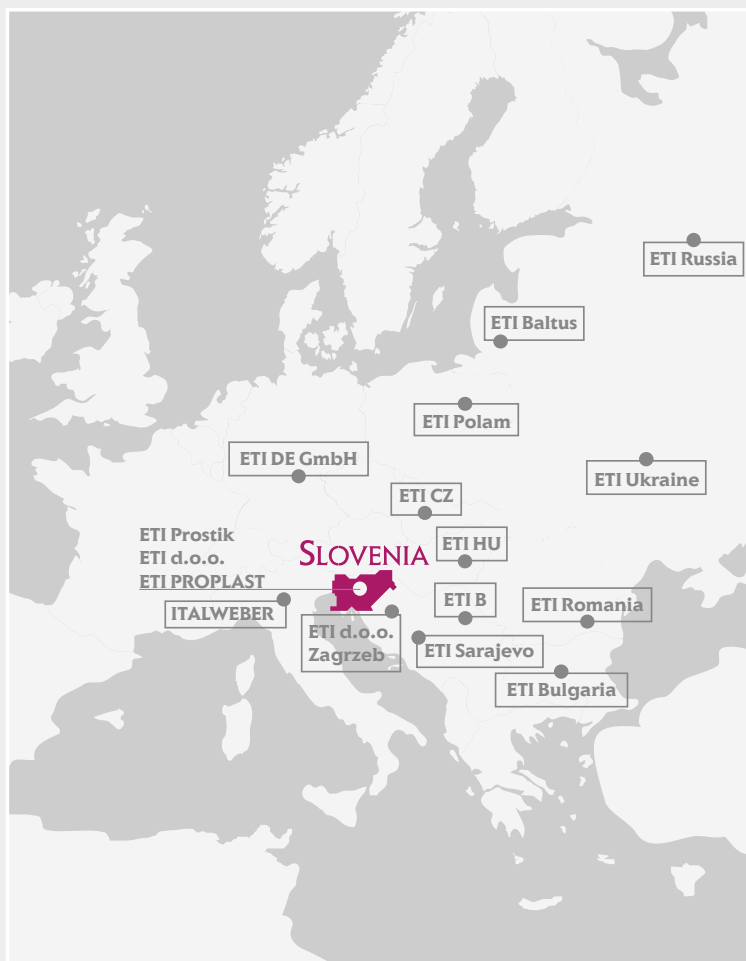 ETI Russia
ETI Baltus
ETI Polam
ETI DE GmbH
ETI Ukraine
ETI CZ
ETI Prostik
ETI d.o.o.
ETI PROPLAST
SLOVENIA
ETI HU
ITALWEBER
ETI B
ETI Romania
ETI d.o.o.
Zagrzeb
ETI Sarajevo
ETI Bulgaria